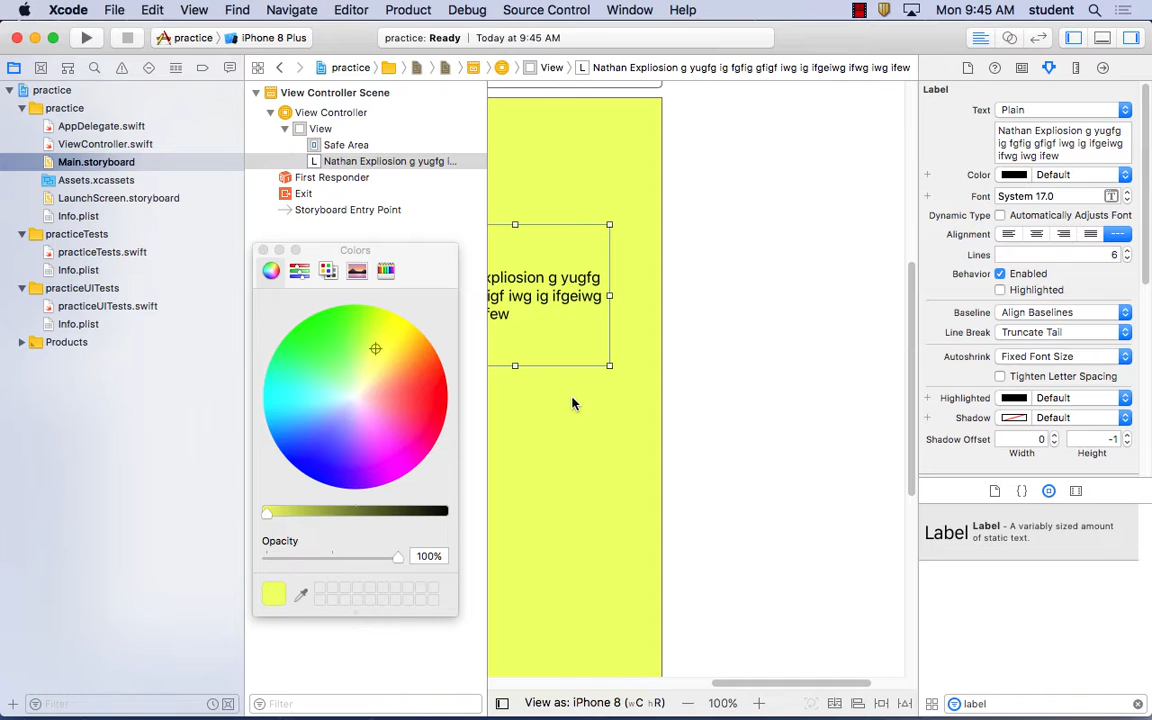 Xcode File Edit View Find Navigate Editor Product Debug Source Control Window Help Mon 9:45 AM student
practice iPhone 8 Plus practice: Ready Today at 9:45 AM
practice View L Nathan Expliosion g yugfg ig fgfig gfigf iwg ig ifgeiwg ifwg iwg ifew
practice
practice
AppDelegate.swift
ViewController.swift
Main.storyboard
Assets.xcassets
LaunchScreen.storyboard
Info.plist
practiceTests
practiceTests.swift
Info.plist
practiceUITests
practiceUITests.swift
Info.plist
Products
Filter
View Controller Scene
View Controller
View
Safe Area
L Nathan Expliosion g yugfg i...
First Responder
Exit
Storyboard Entry Point
Colors
Opacity
100%
Filter
xpliosion g yugfg
igf iwg ig ifgeiwg
few
View as: iPhone 8 (wC hR) 100%
Label
Text Plain
Nathan Expliosion g yugfg
ig fgfig gfigf iwg ig ifgeiwg
ifwg iwg ifew
Color Default
Font System 17.0 T
Dynamic Type Automatically Adjusts Font
Alignment
Lines 6
Behavior Enabled
Highlighted
Baseline Align Baselines
Line Break Truncate Tail
Autoshrink Fixed Font Size
Tighten Letter Spacing
Highlighted Default
Shadow Default
Shadow Offset 0 -1
Width Height
Label Label - A variably sized amount
of static text.
label